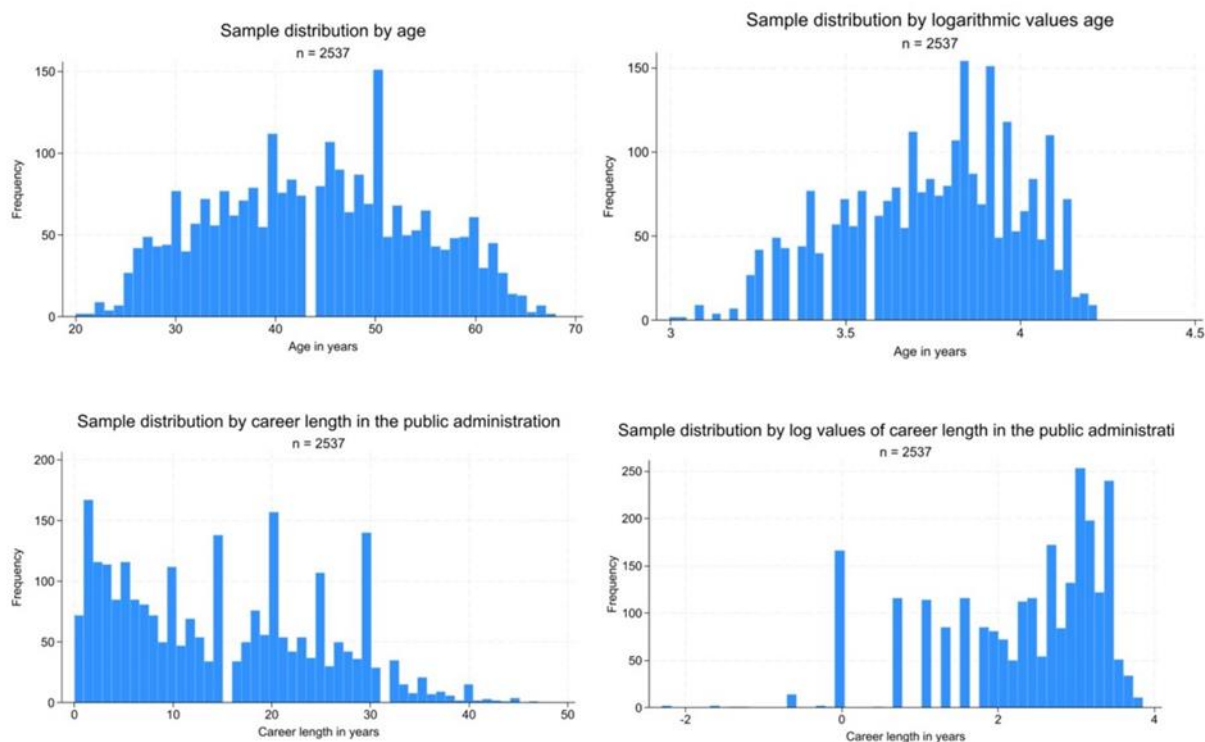 Sample distribution by age
n = 2537
Frequency
150
100
50
0
20 30 40 50 60 70
Age in years
Sample distribution by logarithmic values age
n = 2537
Frequency
150
100
50
0
3 3.5 4 4.5
Age in years
Sample distribution by career length in the public administration
n = 2537
Frequency
200
150
100
50
0
0 10 20 30 40 50
Career length in years
Sample distribution by log values of career length in the public administrati
n = 2537
Frequency
250
200
150
100
50
0
-2 0 2 4
Career length in years